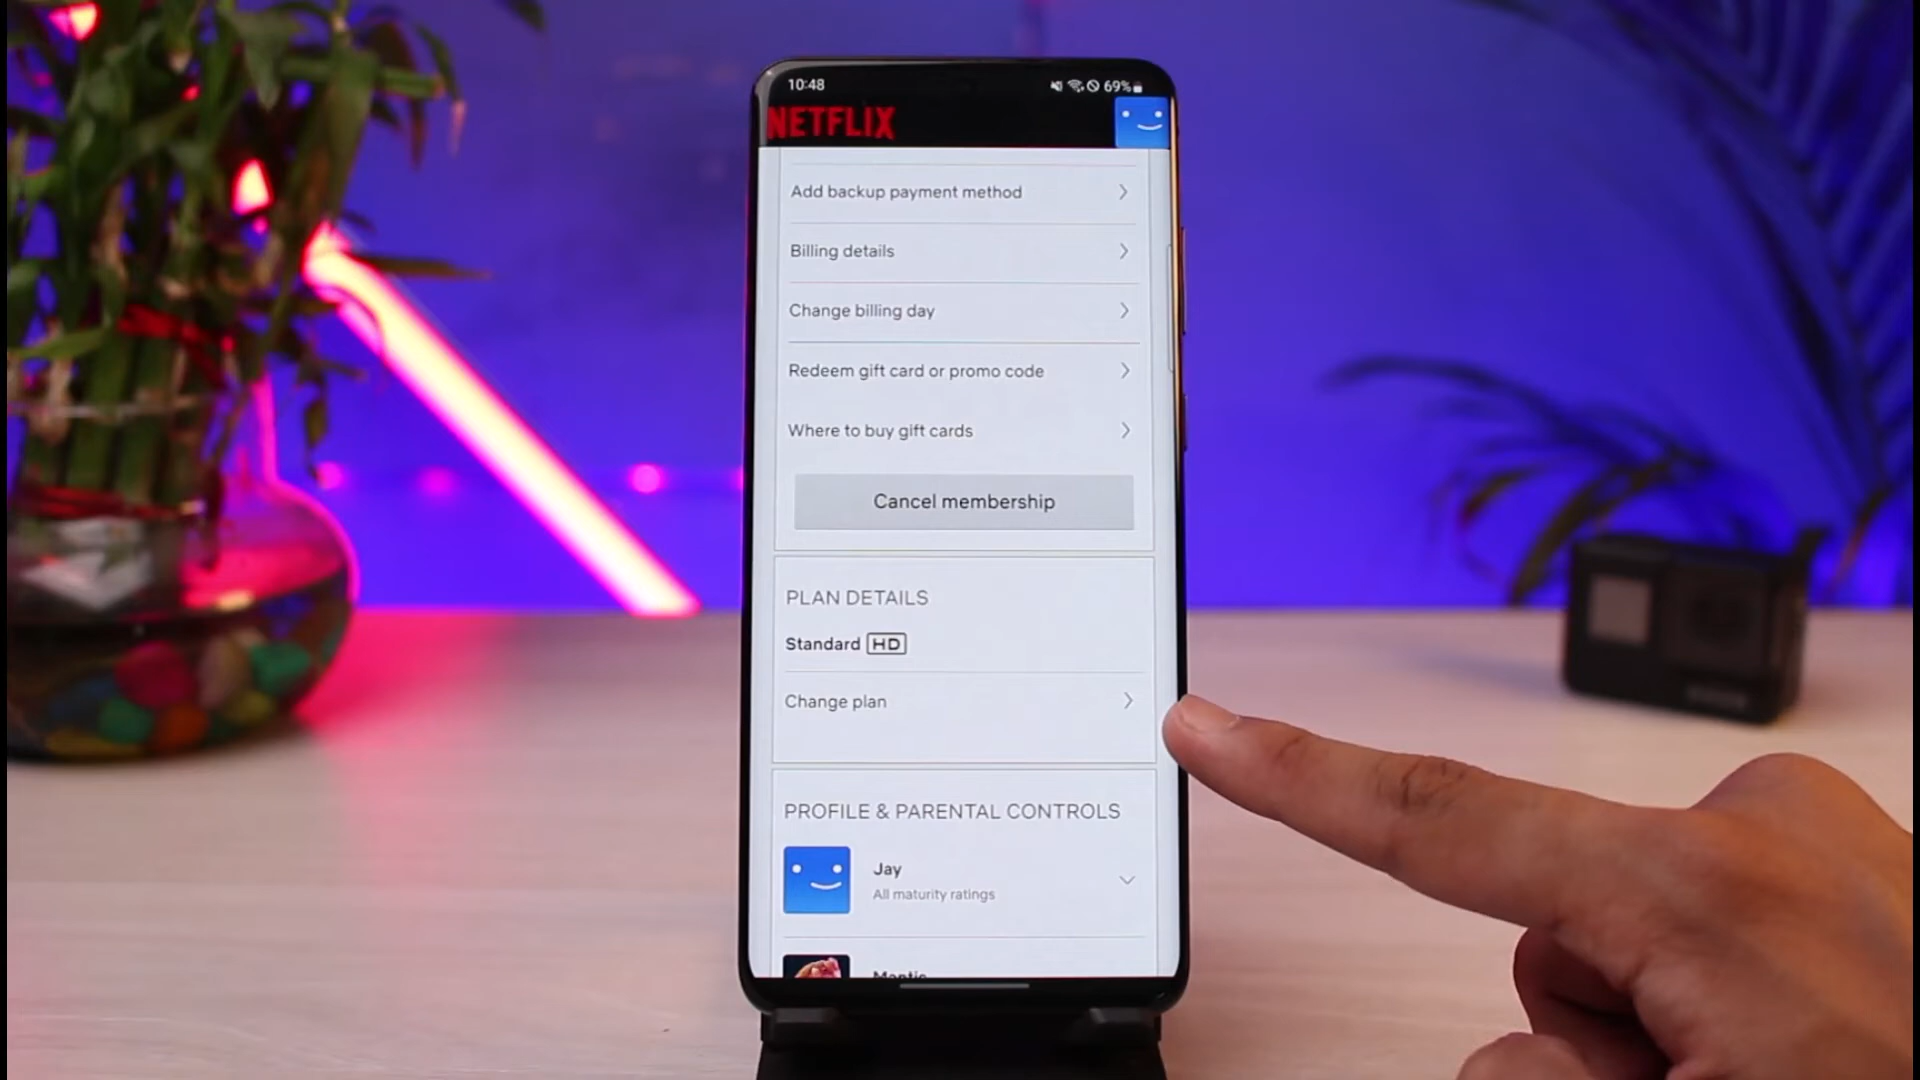 10:48 69%
NETFLIX
Add backup payment method
Billing details
Change billing day
Redeem gift card or promo code
Where to buy gift cards
Cancel membership
PLAN DETAILS
Standard HD
Change plan
PROFILE & PARENTAL CONTROLS
Jay
All maturity ratings
Mantis